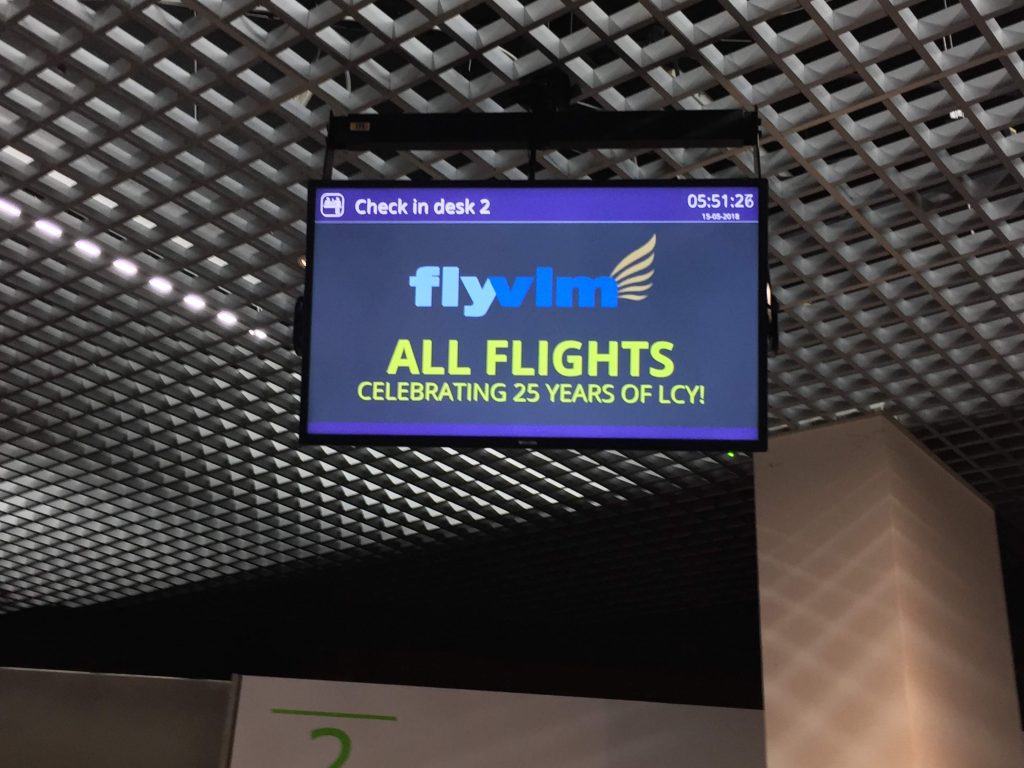 Check in desk 2
05:51:26
15-05-2018
flyvlm
ALL FLIGHTS
CELEBRATING 25 YEARS OF LCY!
2